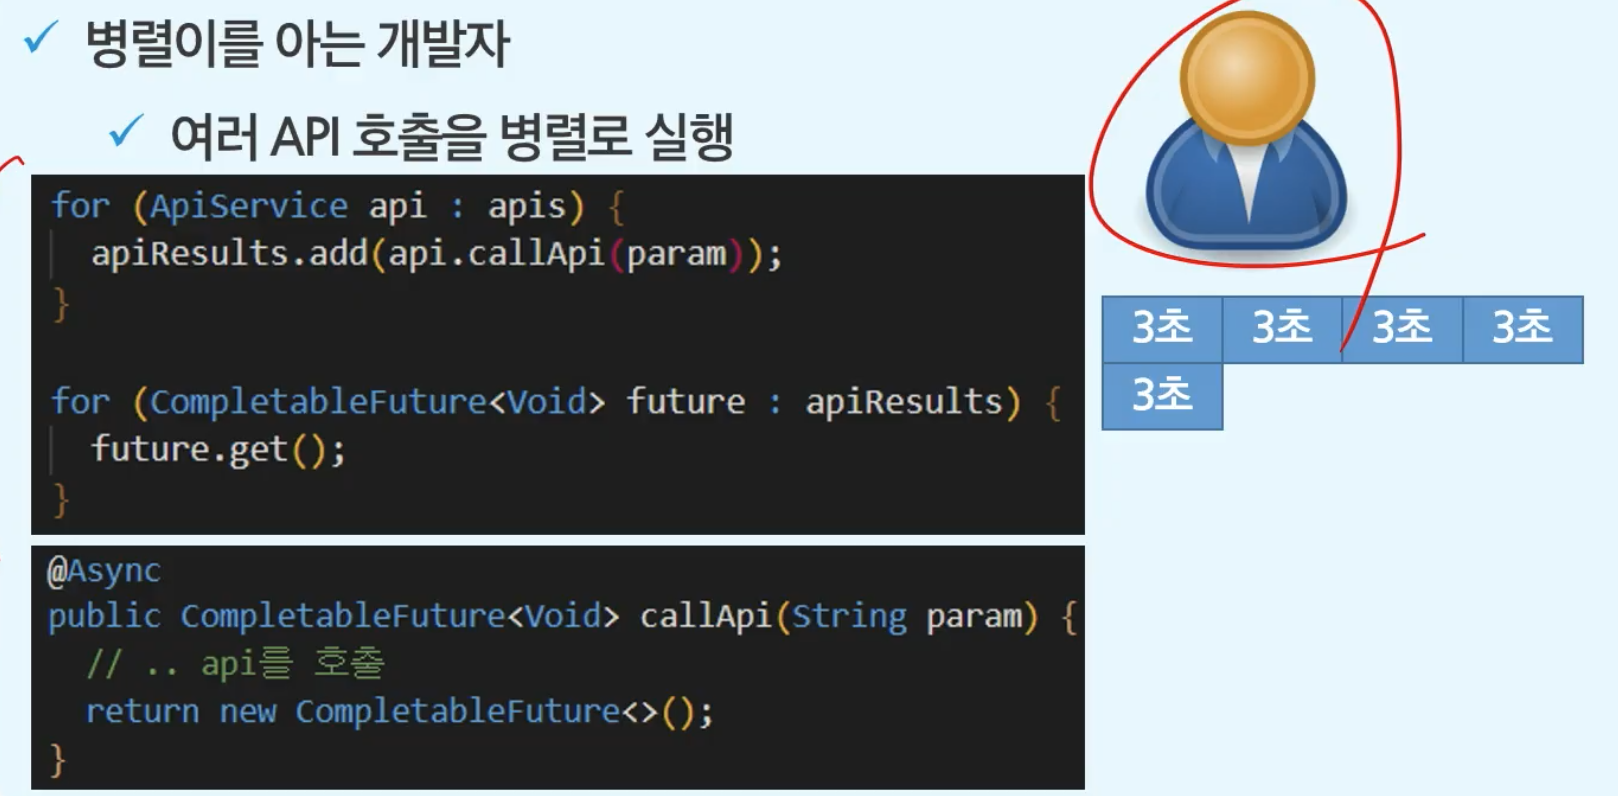 병렬이를 아는 개발자
여러 API 호출을 병렬로 실행
for (ApiService api : apis) {
apiResults.add(api.callApi(param));
}
for (CompletableFuture<Void> future : apiResults) {
future.get();
}
@Async
public CompletableFuture<Void> callApi(String param) {
// .. api를 호출
return new CompletableFuture<>();
}
3초 3초 3초 3초
3초